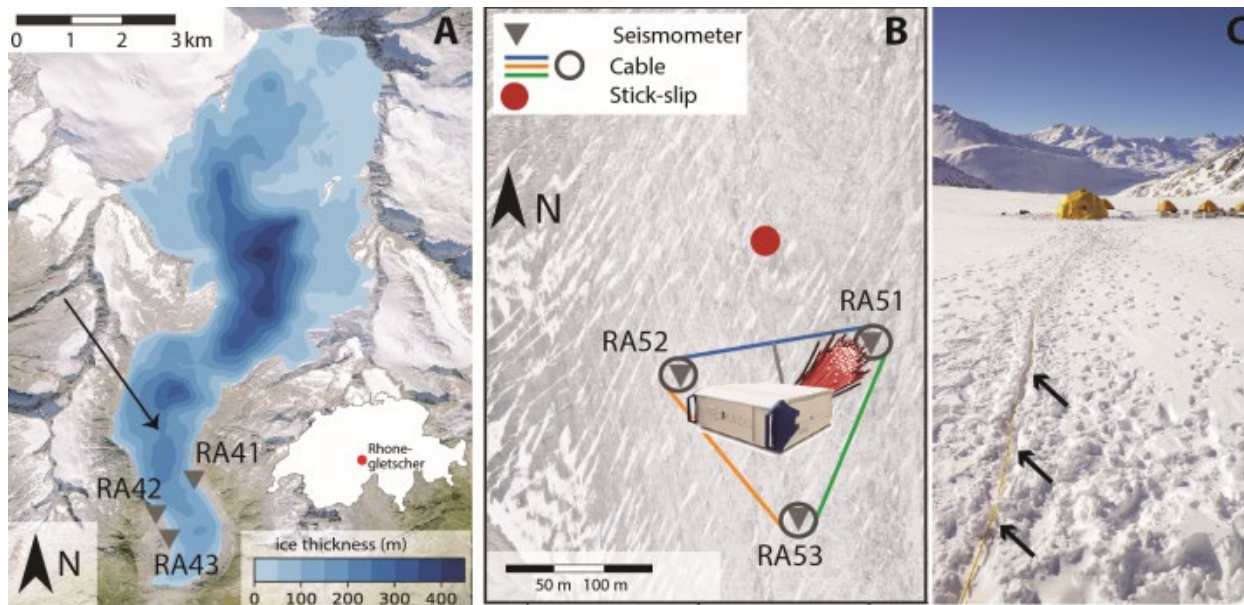 0 1 2 3 km
A
RA41
RA42
RA43
Rhone-
gletscher
N
ice thickness (m)
0 100 200 300 400
B
Seismometer
Cable
Stick-slip
N
RA51
RA52
RA53
50 m 100 m
C